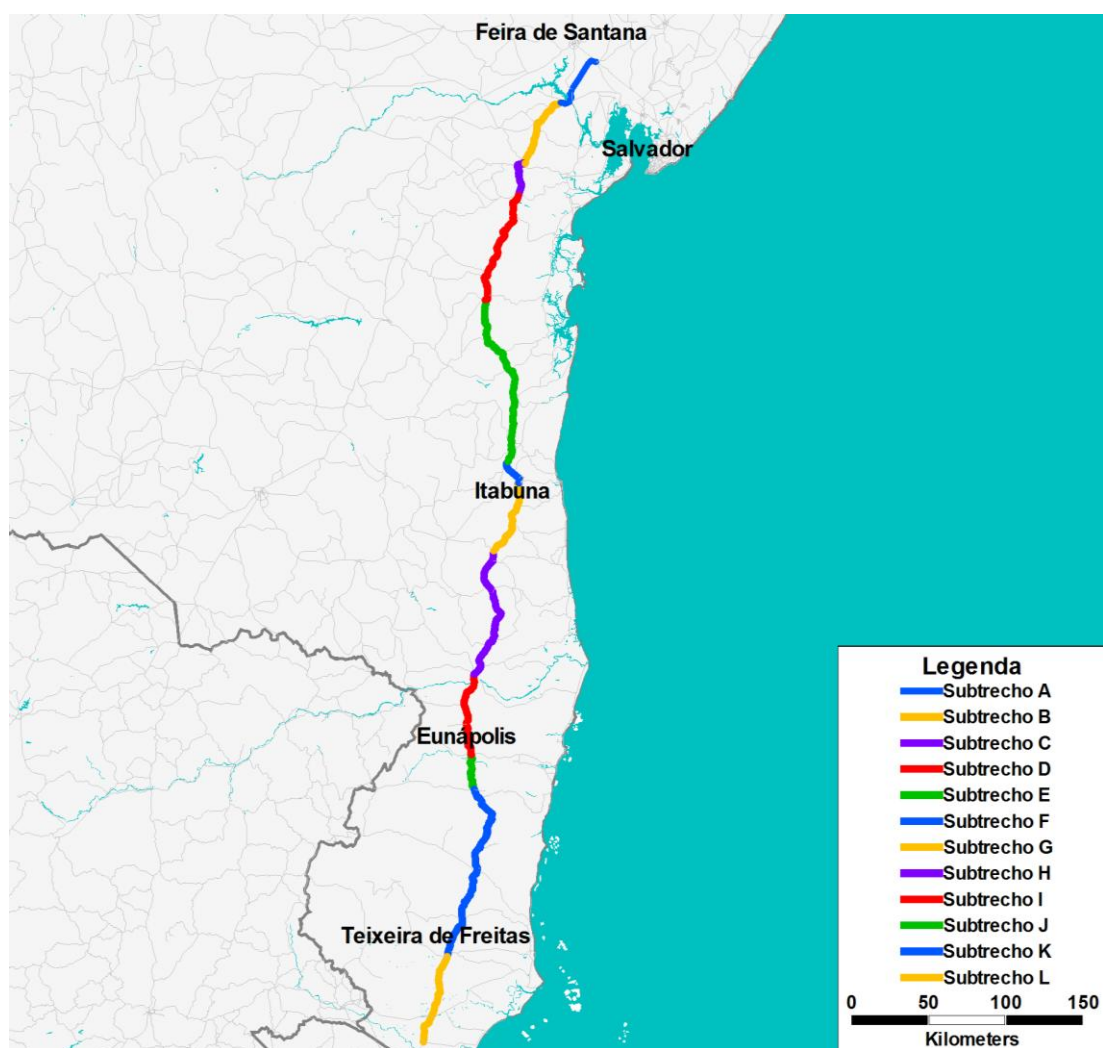 Feira de Santana
Salvador
Itabuna
Eunápolis
Teixeira de Freitas
Legenda
Subtrecho A
Subtrecho B
Subtrecho C
Subtrecho D
Subtrecho E
Subtrecho F
Subtrecho G
Subtrecho H
Subtrecho I
Subtrecho J
Subtrecho K
Subtrecho L
0 50 100 150
Kilometers